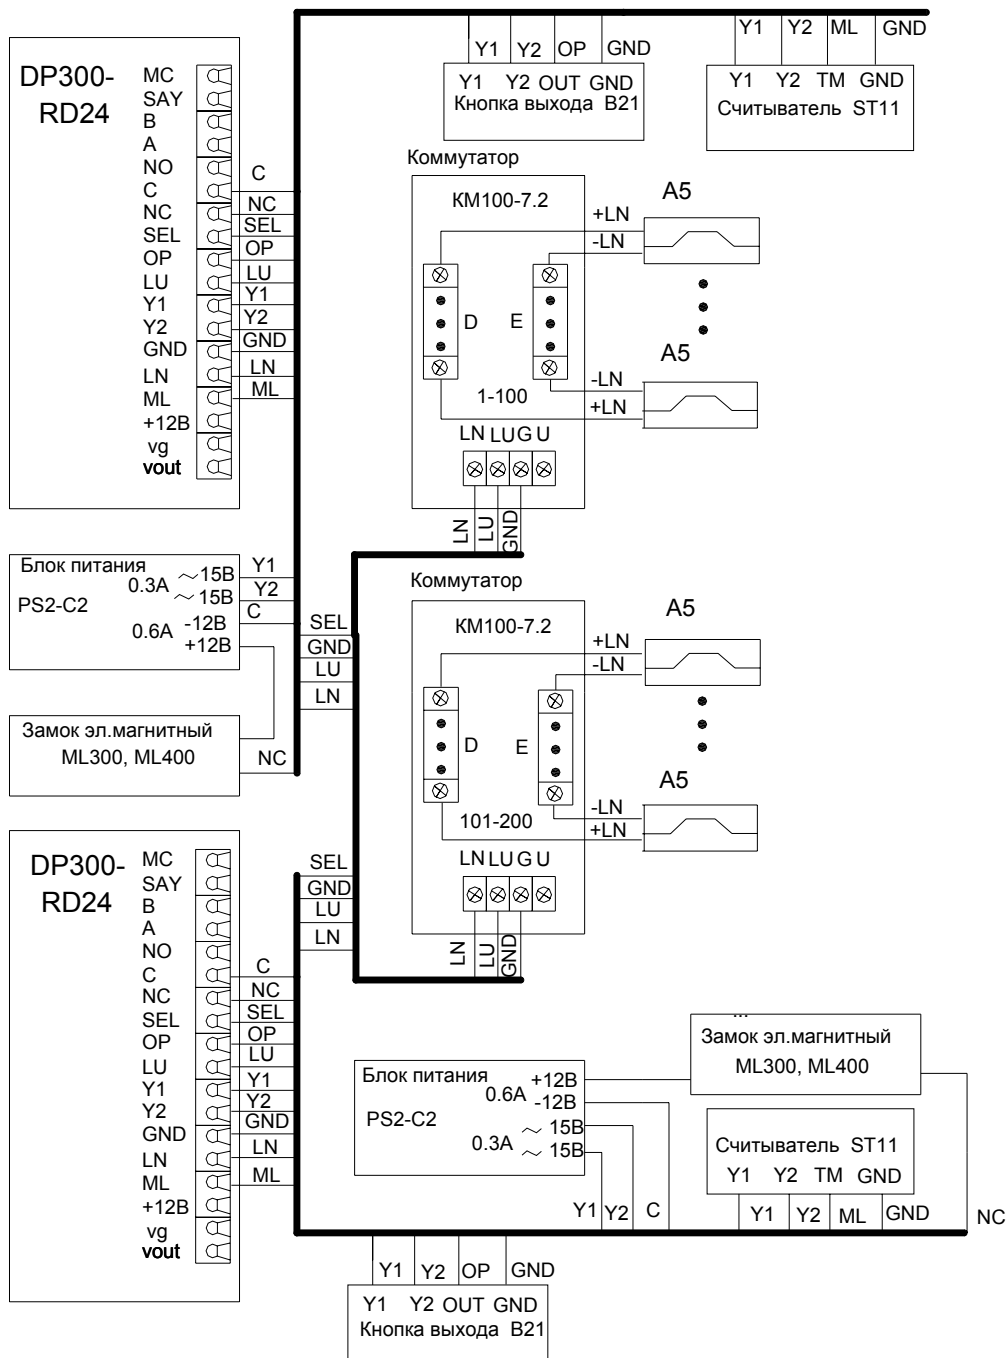 Y1 Y2 OP GND
Y1 Y2 OUT GND
Кнопка выхода B21
Y1 Y2 ML GND
Y1 Y2 TM GND
Считыватель ST11
DP300-
RD24
MC
SAY
B
A
NO
C
NC
SEL
OP
LU
Y1
Y2
GND
LN
ML
+12В
vg
vout
C
NC
SEL
OP
LU
Y1
Y2
GND
LN
ML
Коммутатор
КМ100-7.2
D E
1-100
LN LU G U
LN LU GND
+LN
-LN
A5
A5
-LN
+LN
Блок питания
PS2-C2
0.3А ~15В
~15В
0.6А -12В
+12В
Y1
Y2
C
Замок эл.магнитный
ML300, ML400
NC
SEL
GND
LU
LN
Коммутатор
КМ100-7.2
D E
101-200
LN LU G U
LN LU GND
+LN
-LN
A5
A5
-LN
+LN
SEL
GND
LU
LN
DP300-
RD24
MC
SAY
B
A
NO
C
NC
SEL
OP
LU
Y1
Y2
GND
LN
ML
+12В
vg
vout
C
NC
SEL
OP
LU
Y1
Y2
GND
LN
ML
Блок питания
PS2-C2
+12В
0.6А -12В
~ 15В
0.3А ~ 15В
Y1 Y2 C
...
Замок эл.магнитный
ML300, ML400
Считыватель ST11
Y1 Y2 TM GND
Y1 Y2 ML GND
NC
Y1 Y2 OP GND
Y1 Y2 OUT GND
Кнопка выхода B21